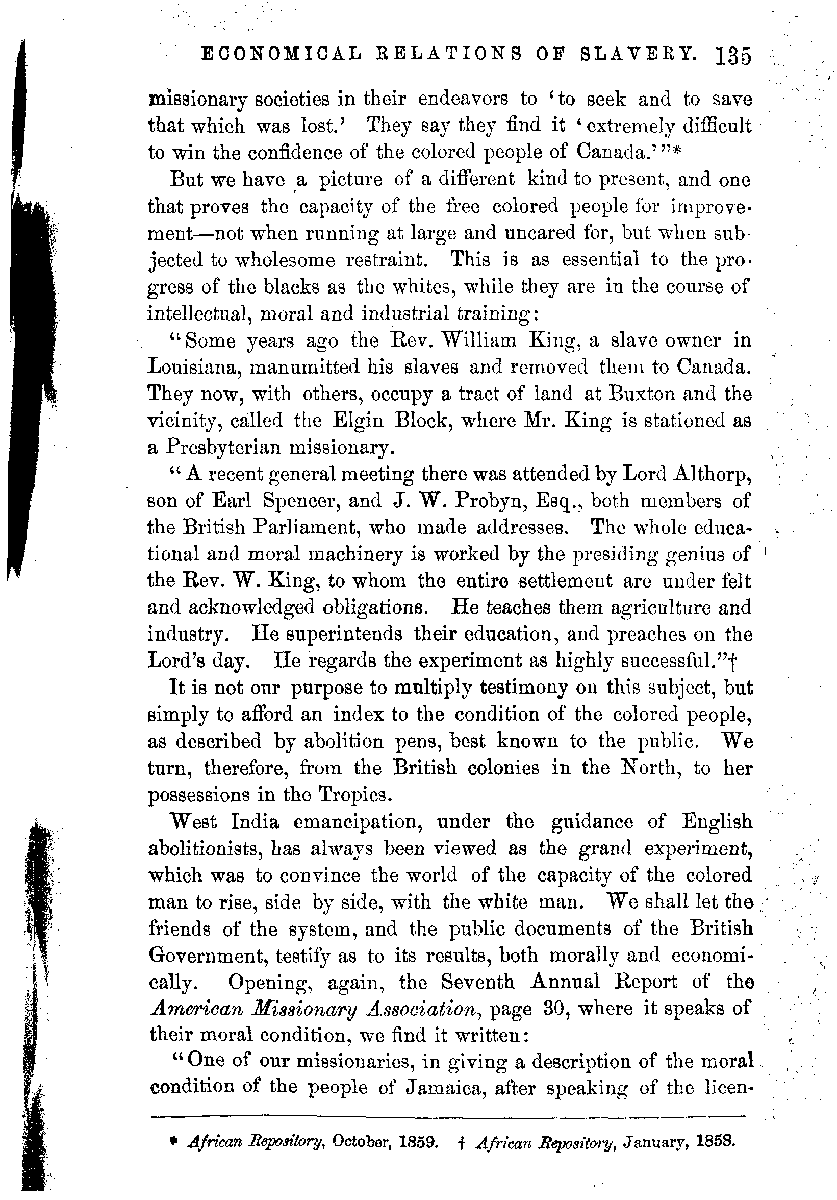 ECONOMICAL RELATIONS OF SLAVERY. 135
missionary societies in their endeavors to ‘to seek and to save
that which was lost.’ They say they find it ‘extremely difficult
to win the confidence of the colored people of Canada.’”*
But we have a picture of a different kind to present, and one
that proves the capacity of the free colored people for improve-
ment—not when running at large and uncared for, but when sub-
jected to wholesome restraint. This is as essential to the pro-
gress of the blacks as the whites, while they are in the course of
intellectual, moral and industrial training:
“Some years ago the Rev. William King, a slave owner in
Louisiana, manumitted his slaves and removed them to Canada.
They now, with others, occupy a tract of land at Buxton and the
vicinity, called the Elgin Block, where Mr. King is stationed as
a Presbyterian missionary.
“A recent general meeting there was attended by Lord Althorp,
son of Earl Spencer, and J. W. Probyn, Esq., both members of
the British Parliament, who made addresses. The whole educa-
tional and moral machinery is worked by the presiding genius of
the Rev. W. King, to whom the entire settlement are under felt
and acknowledged obligations. He teaches them agriculture and
industry. He superintends their education, and preaches on the
Lord’s day. He regards the experiment as highly successful.”†
It is not our purpose to multiply testimony on this subject, but
simply to afford an index to the condition of the colored people,
as described by abolition pens, best known to the public. We
turn, therefore, from the British colonies in the North, to her
possessions in the Tropics.
West India emancipation, under the guidance of English
abolitionists, has always been viewed as the grand experiment,
which was to convince the world of the capacity of the colored
man to rise, side by side, with the white man. We shall let the
friends of the system, and the public documents of the British
Government, testify as to its results, both morally and economi-
cally. Opening, again, the Seventh Annual Report of the
American Missionary Association, page 30, where it speaks of
their moral condition, we find it written:
“One of our missionaries, in giving a description of the moral
condition of the people of Jamaica, after speaking of the licen-
* African Repository, October, 1859. † African Repository, January, 1858.